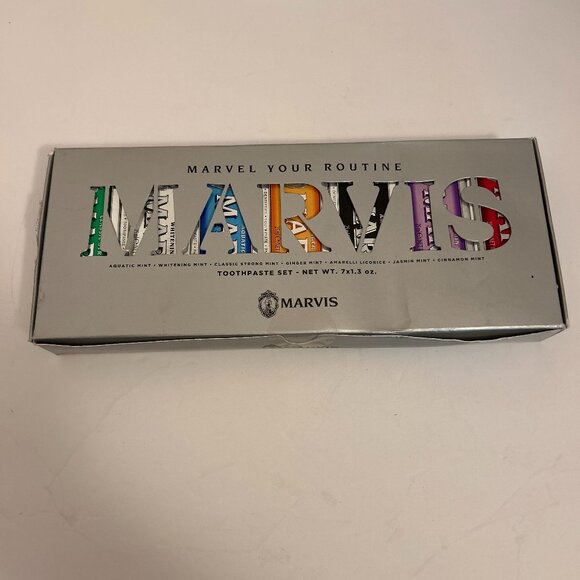 MARVEL YOUR ROUTINE
MARVIS
AQUATIC MINT • WHITENING MINT • CLASSIC STRONG MINT • GINGER MINT • AMARELLI LICORICE • JASMIN MINT • CINNAMON MINT
TOOTHPASTE SET - NET WT. 7x1.3 oz.
MARVIS